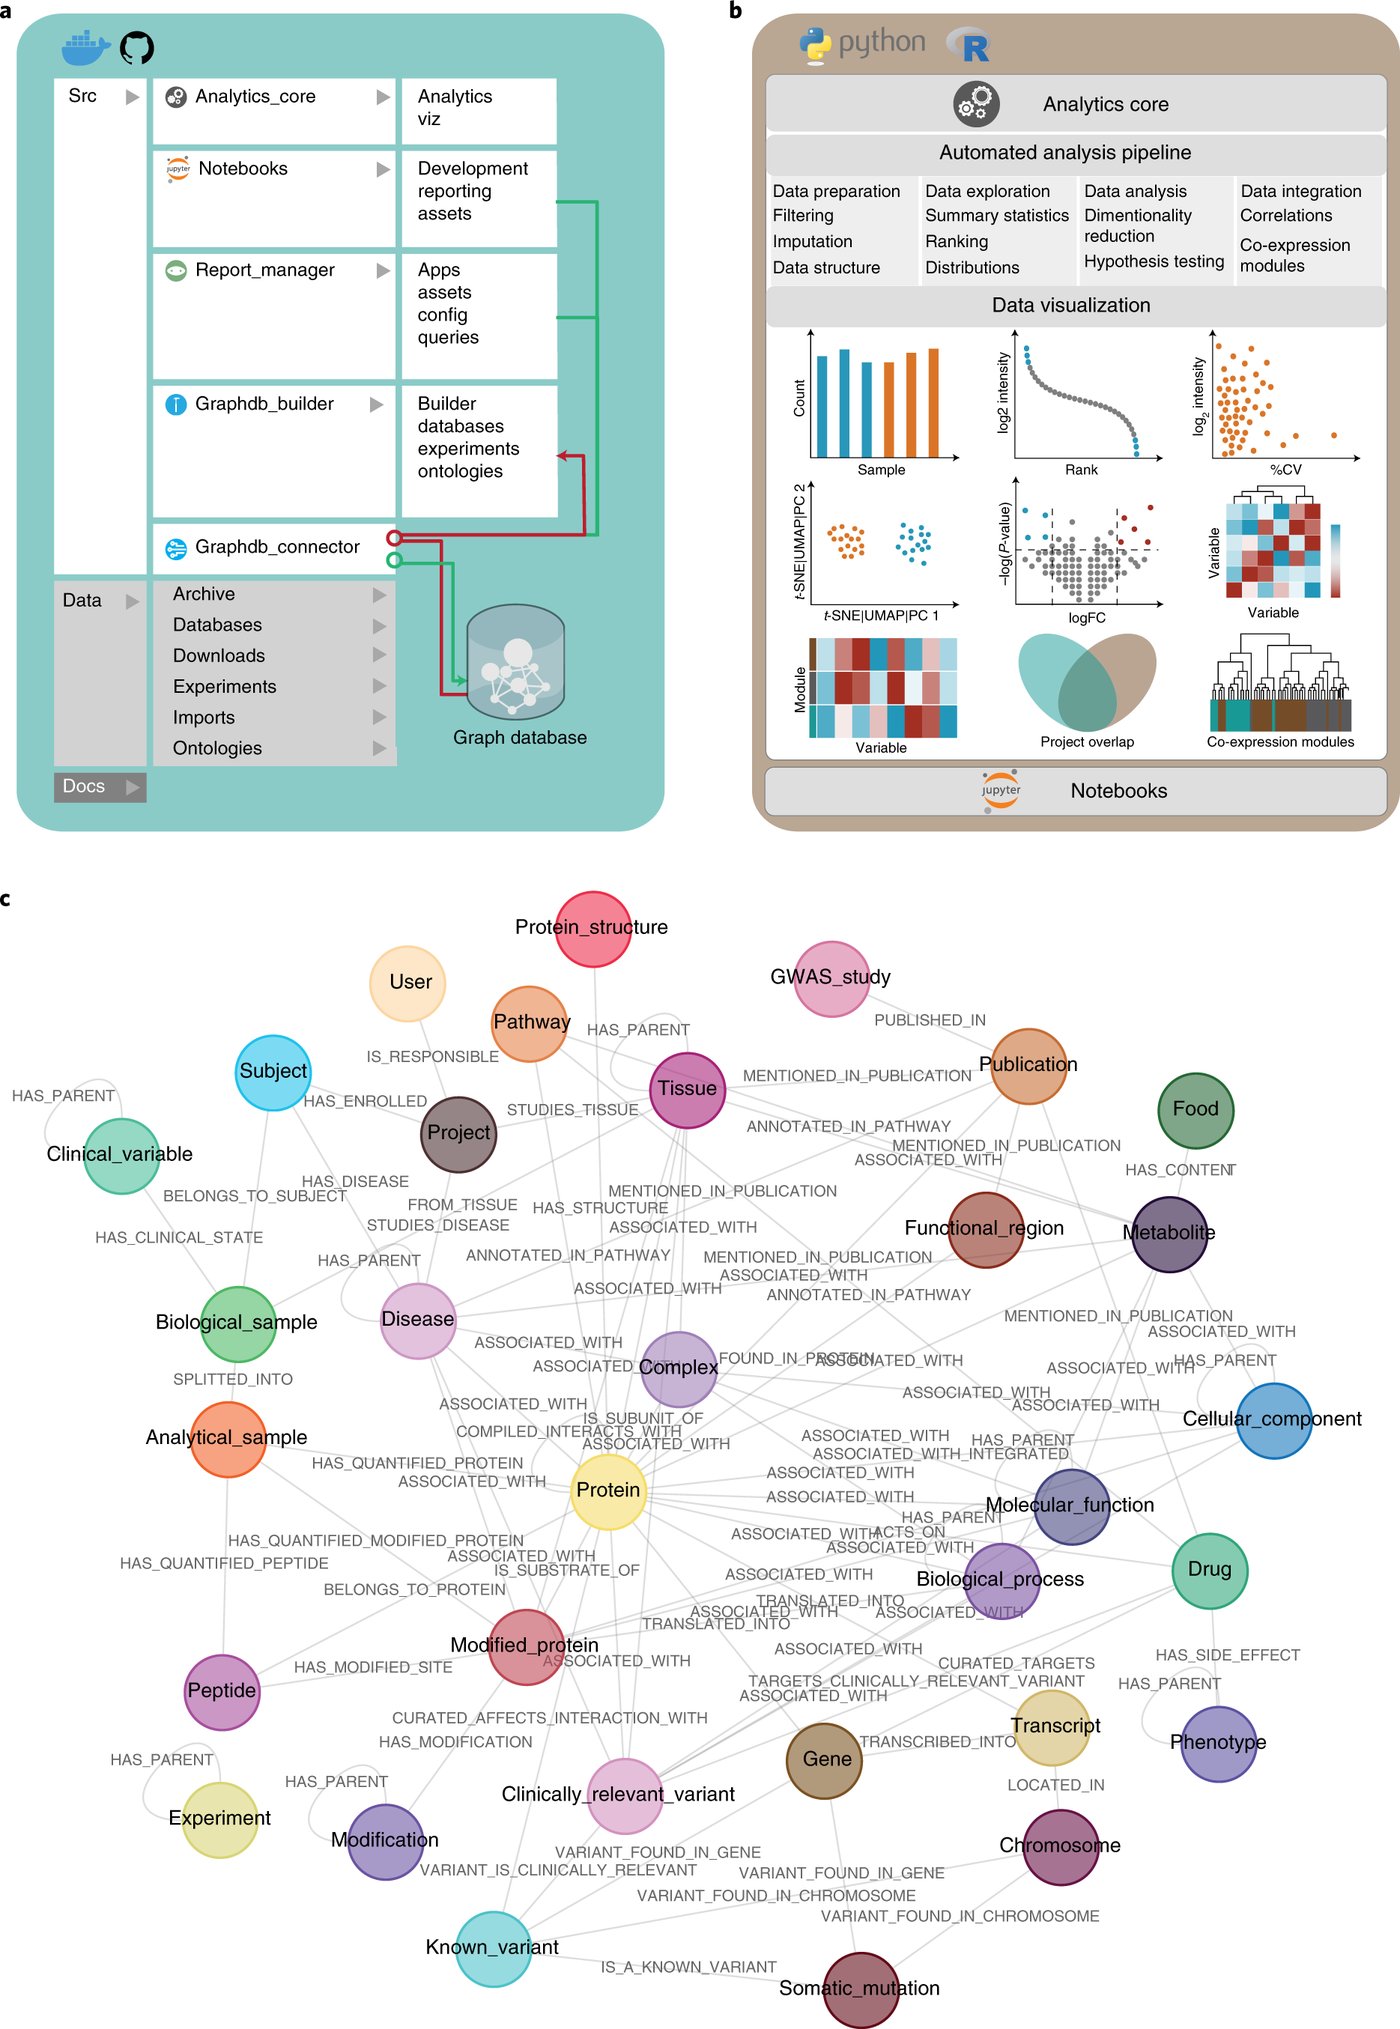 a
Src
Analytics_core
Analytics
viz
Notebooks
Development
reporting
assets
Report_manager
Apps
assets
config
queries
Graphdb_builder
Builder
databases
experiments
ontologies
Graphdb_connector
Data
Archive
Databases
Downloads
Experiments
Imports
Ontologies
Docs
Graph database
jupyter
b
python
R
Analytics core
Automated analysis pipeline
Data preparation
Filtering
Imputation
Data structure
Data exploration
Summary statistics
Ranking
Distributions
Data analysis
Dimentionality
reduction
Hypothesis testing
Data integration
Correlations
Co-expression
modules
Data visualization
Count
Sample
log2 intensity
Rank
log2 intensity
%CV
t-SNE|UMAP|PC 2
t-SNE|UMAP|PC 1
–log(P-value)
logFC
Variable
Variable
Module
Variable
Project overlap
Co-expression modules
jupyter
Notebooks
c
Protein_structure
User
GWAS_study
Pathway
HAS_PARENT
PUBLISHED_IN
IS_RESPONSIBLE
Subject
Publication
Tissue
MENTIONED_IN_PUBLICATION
HAS_PARENT
HAS_ENROLLED
STUDIES_TISSUE
Food
Project
ANNOTATED_IN_PATHWAY
MENTIONED_IN_PUBLICATION
Clinical_variable
ASSOCIATED_WITH
HAS_CONTENT
HAS_DISEASE
BELONGS_TO_SUBJECT
MENTIONED_IN_PUBLICATION
FROM_TISSUE
HAS_STRUCTURE
STUDIES_DISEASE
ASSOCIATED_WITH
Functional_region
Metabolite
HAS_CLINICAL_STATE
HAS_PARENT
ANNOTATED_IN_PATHWAY
MENTIONED_IN_PUBLICATION
ASSOCIATED_WITH
ASSOCIATED_WITH
ANNOTATED_IN_PATHWAY
Biological_sample
Disease
MENTIONED_IN_PUBLICATION
ASSOCIATED_WITH
ASSOCIATED_WITH
ASSOCIATED_WITH
Complex
FOUND_IN_PROTEIN
ASSOCIATED_WITH
HAS_PARENT
ASSOCIATED_WITH
SPLITTED_INTO
ASSOCIATED_WITH
ASSOCIATED_WITH
ASSOCIATED_WITH
IS_SUBUNIT_OF
Cellular_component
COMPILED_INTERACTS_WITH
ASSOCIATED_WITH
Analytical_sample
ASSOCIATED_WITH
HAS_PARENT
ASSOCIATED_WITH_INTEGRATED
HAS_QUANTIFIED_PROTEIN
ASSOCIATED_WITH
ASSOCIATED_WITH
Protein
ASSOCIATED_WITH
Molecular_function
HAS_PARENT
ASSOCIATED_WITH
ACTS_ON
HAS_QUANTIFIED_MODIFIED_PROTEIN
ASSOCIATED_WITH
HAS_QUANTIFIED_PEPTIDE
ASSOCIATED_WITH
IS_SUBSTRATE_OF
ASSOCIATED_WITH
Biological_process
Drug
BELONGS_TO_PROTEIN
TRANSLATED_INTO
ASSOCIATED_WITH
ASSOCIATED_WITH
TRANSLATED_INTO
Modified_protein
ASSOCIATED_WITH
ASSOCIATED_WITH
HAS_SIDE_EFFECT
HAS_MODIFIED_SITE
CURATED_TARGETS
TARGETS_CLINICALLY_RELEVANT_VARIANT
HAS_PARENT
Peptide
ASSOCIATED_WITH
CURATED_AFFECTS_INTERACTION_WITH
Transcript
HAS_MODIFICATION
TRANSCRIBED_INTO
Phenotype
HAS_PARENT
Gene
HAS_PARENT
LOCATED_IN
Clinically_relevant_variant
Experiment
Modification
Chromosome
VARIANT_FOUND_IN_GENE
VARIANT_IS_CLINICALLY_RELEVANT
VARIANT_FOUND_IN_GENE
VARIANT_FOUND_IN_CHROMOSOME
VARIANT_FOUND_IN_CHROMOSOME
Known_variant
IS_A_KNOWN_VARIANT
Somatic_mutation